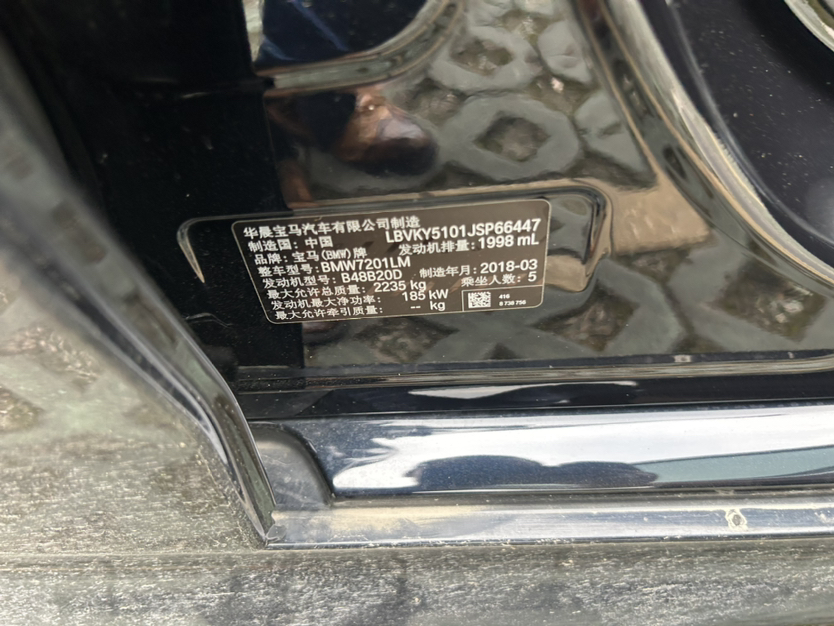 华晨宝马汽车有限公司制造
制造国：中国 LBVKY5101JSP66447
品牌：宝马(BMW)牌 发动机排量：1998 mL
整车型号：BMW7201LM
发动机型号：B48B20D 制造年月：2018-03
最大允许总质量：2235 kg 乘坐人数：5
发动机最大净功率：185 kW
最大允许牵引质量：-- kg
416
8 738 756